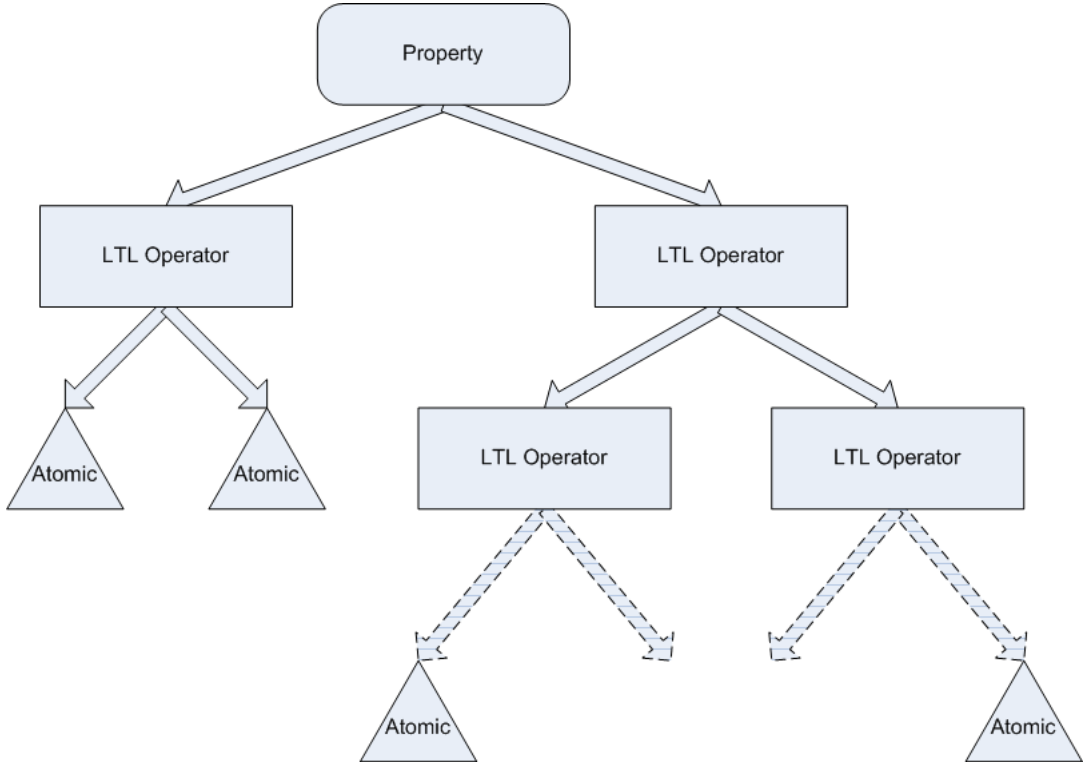 Property
LTL Operator
LTL Operator
Atomic
Atomic
LTL Operator
LTL Operator
Atomic
Atomic